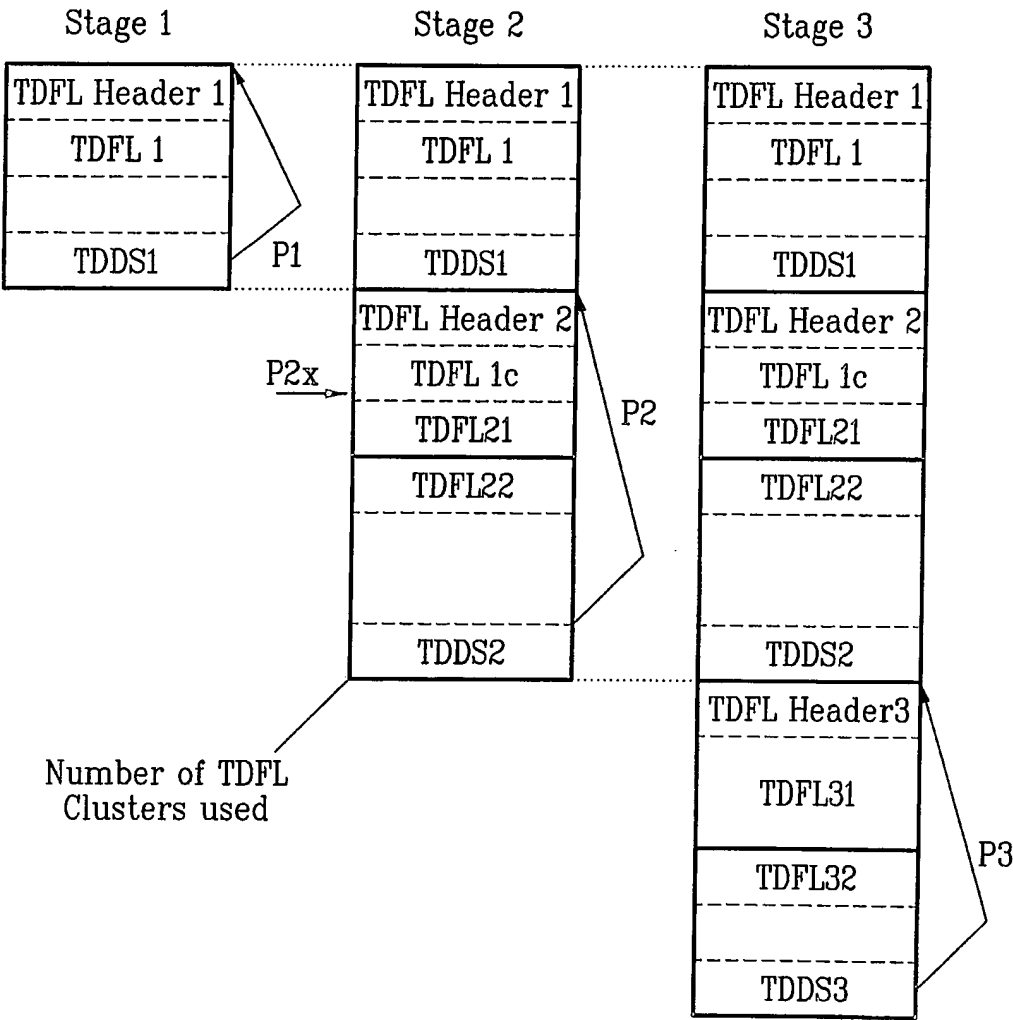 Stage 1
TDFL Header 1
TDFL 1
TDDS1
P1
Stage 2
TDFL Header 1
TDFL 1
TDDS1
TDFL Header 2
P2x
TDFL 1c
TDFL21
P2
TDFL22
TDDS2
Number of TDFL
Clusters used
Stage 3
TDFL Header 1
TDFL 1
TDDS1
TDFL Header 2
TDFL 1c
TDFL21
TDFL22
TDDS2
TDFL Header3
TDFL31
P3
TDFL32
TDDS3